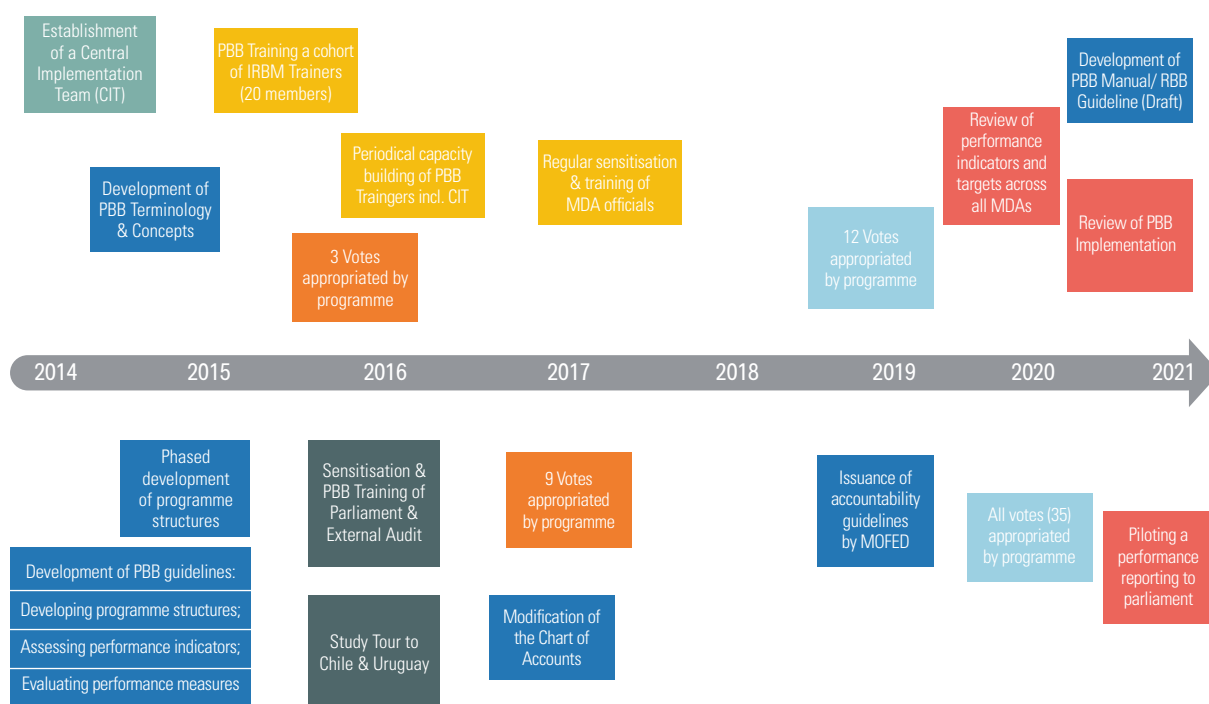 Establishment
of a Central
Implementation
Team (CIT)
PBB Training a cohort
of IRBM Trainers
(20 members)
Development of
PBB Manual/ RBB
Guideline (Draft)
Review of
performance
indicators and
targets across
all MDAs
Periodical capacity
building of PBB
Traingers incl. CIT
Regular sensitisation
& training of
MDA officials
Development of
PBB Terminology
& Concepts
Review of PBB
Implementation
3 Votes
appropriated by
programme
12 Votes
appropriated
by programme
2014 2015 2016 2017 2018 2019 2020 2021
Phased
development
of programme
structures
Sensitisation &
PBB Training of
Parliament &
External Audit
9 Votes
appropriated
by programme
Issuance of
accountability
guidelines
by MOFED
All votes (35)
appropriated
by programme
Piloting a
performance
reporting to
parliament
Development of PBB guidelines:
Developing programme structures;
Assessing performance indicators;
Evaluating performance measures
Study Tour to
Chile & Uruguay
Modification of
the Chart of
Accounts